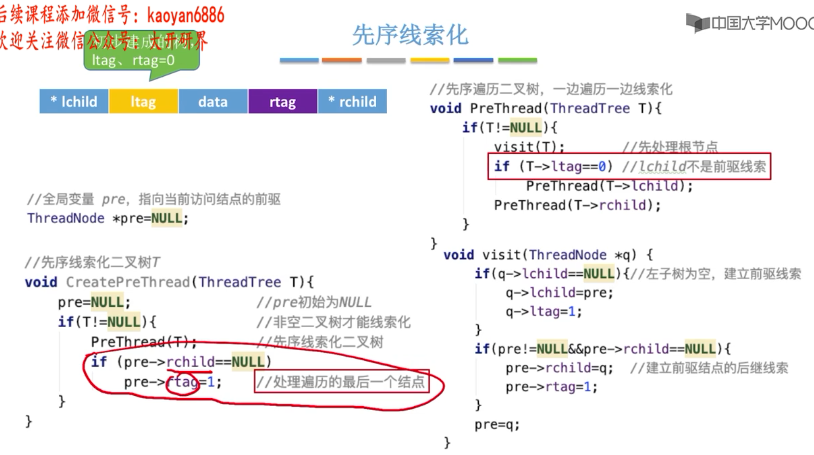 后续课程添加微信号：kaoyan6886
欢迎关注微信公众号：大开研界
ltag、rtag=0
中国大学MOOC
先序线索化
* lchild ltag data rtag * rchild
//全局变量 pre，指向当前访问结点的前驱
ThreadNode *pre=NULL;
//先序线索化二叉树T
void CreatePreThread(ThreadTree T){
pre=NULL; //pre初始为NULL
if(T!=NULL){ //非空二叉树才能线索化
PreThread(T); //先序线索化二叉树
if (pre->rchild==NULL)
pre->rtag=1; //处理遍历的最后一个结点
}
}
//先序遍历二叉树，一边遍历一边线索化
void PreThread(ThreadTree T){
if(T!=NULL){
visit(T); //先处理根节点
if (T->ltag==0) //lchild不是前驱线索
PreThread(T->lchild);
PreThread(T->rchild);
}
}
void visit(ThreadNode *q) {
if(q->lchild==NULL){//左子树为空，建立前驱线索
q->lchild=pre;
q->ltag=1;
}
if(pre!=NULL&&pre->rchild==NULL){
pre->rchild=q; //建立前驱结点的后继线索
pre->rtag=1;
}
pre=q;
}